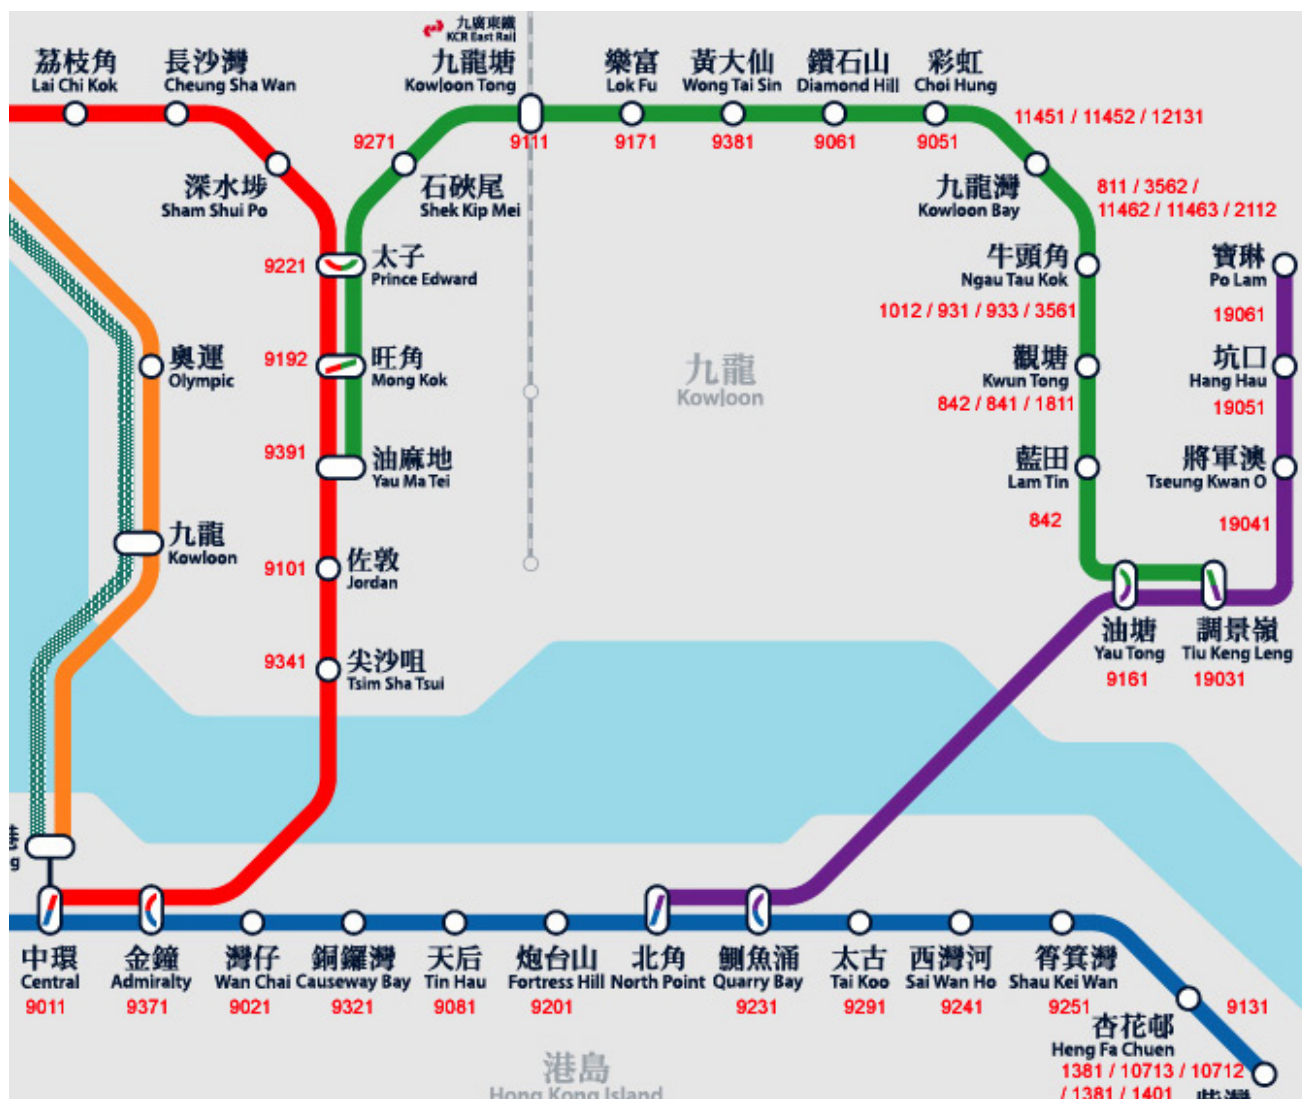 九廣東鐵
KCR East Rail
荔枝角
Lai Chi Kok
長沙灣
Cheung Sha Wan
九龍塘
Kowloon Tong
樂富
Lok Fu
黃大仙
Wong Tai Sin
鑽石山
Diamond Hill
彩虹
Choi Hung
11451 / 11452 / 12131
9271
9111
9171
9381
9061
9051
深水埗
Sham Shui Po
石硤尾
Shek Kip Mei
九龍灣
Kowloon Bay
811 / 3562 /
11462 / 11463 / 2112
9221
太子
Prince Edward
牛頭角
Ngau Tau Kok
寶琳
Po Lam
1012 / 931 / 933 / 3561
19061
奧運
Olympic
9192
旺角
Mong Kok
九龍
Kowloon
觀塘
Kwun Tong
坑口
Hang Hau
842 / 841 / 1811
19051
9391
油麻地
Yau Ma Tei
藍田
Lam Tin
將軍澳
Tseung Kwan O
842
19041
九龍
Kowloon
9101
佐敦
Jordan
油塘
Yau Tong
調景嶺
Tiu Keng Leng
9341
尖沙咀
Tsim Sha Tsui
9161
19031
中環
Central
9011
金鐘
Admiralty
9371
灣仔
Wan Chai
9021
銅鑼灣
Causeway Bay
9321
天后
Tin Hau
9081
炮台山
Fortress Hill
9201
北角
North Point
鰂魚涌
Quarry Bay
9231
太古
Tai Koo
9291
西灣河
Sai Wan Ho
9241
筲箕灣
Shau Kei Wan
9251
9131
杏花邨
Heng Fa Chuen
1381 / 10713 / 10712
/ 1381 / 1401
港島
Hong Kong Island